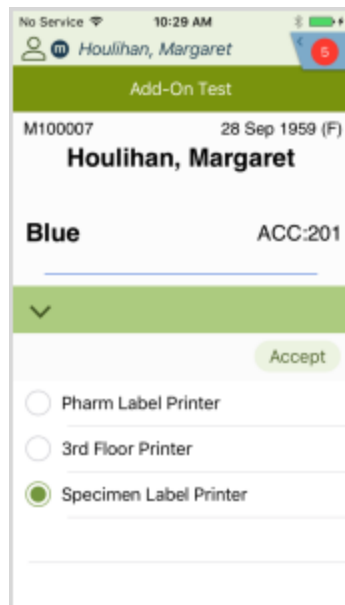 No Service 10:29 AM
m Houlihan, Margaret 5
Add-On Test
M100007 28 Sep 1959 (F)
Houlihan, Margaret
Blue ACC:201
Accept
Pharm Label Printer
3rd Floor Printer
Specimen Label Printer